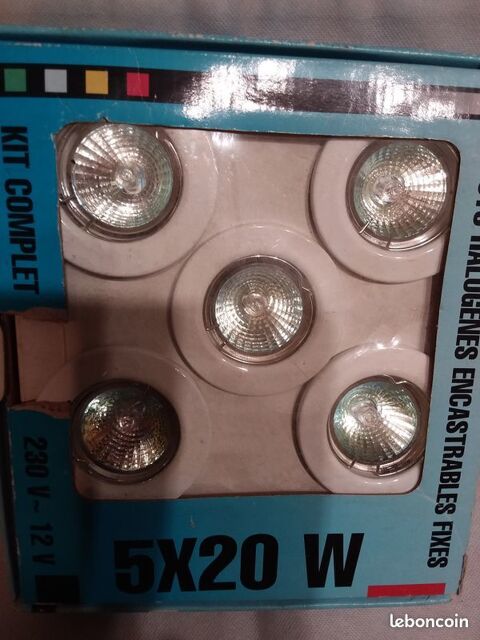 KIT COMPLET
230 V~ 12 V
HALOGENES ENCASTRABLES FIXES
5X20 W
leboncoin